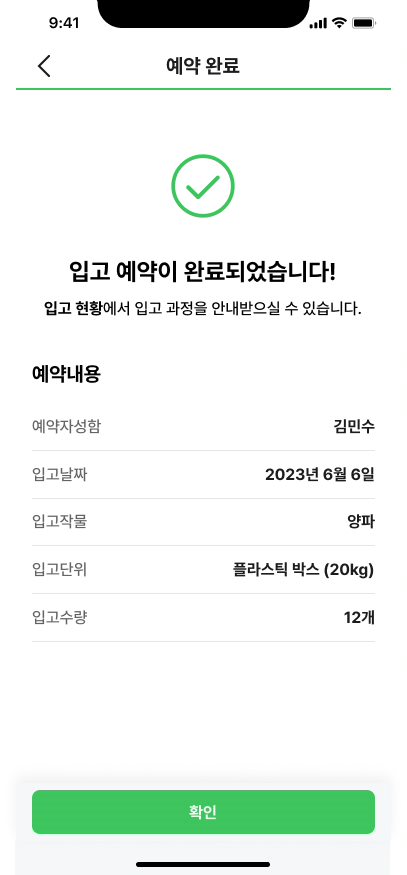 9:41
예약 완료
입고 예약이 완료되었습니다!
입고 현황에서 입고 과정을 안내받으실 수 있습니다.
예약내용
예약자성함 김민수
입고날짜 2023년 6월 6일
입고작물 양파
입고단위 플라스틱 박스 (20kg)
입고수량 12개
확인